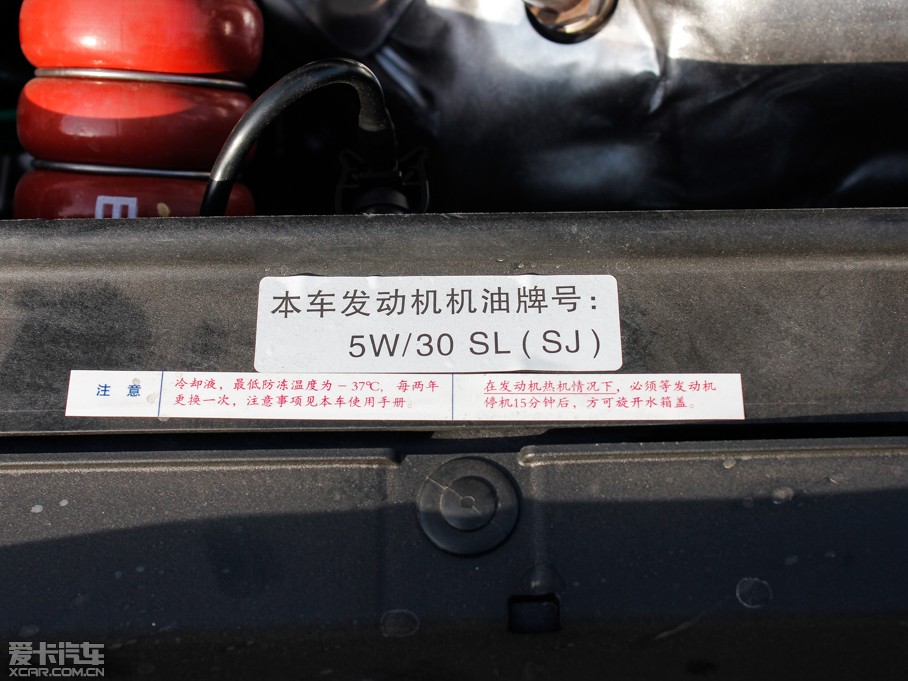 E
本车发动机机油牌号：
5W/30 SL(SJ)
注 意
冷却液，最低防冻温度为－37℃，每两年
更换一次，注意事项见本车使用手册。
在发动机热机情况下，必须等发动机
停机15分钟后，方可旋开水箱盖。
爱卡汽车
XCAR.COM.CN